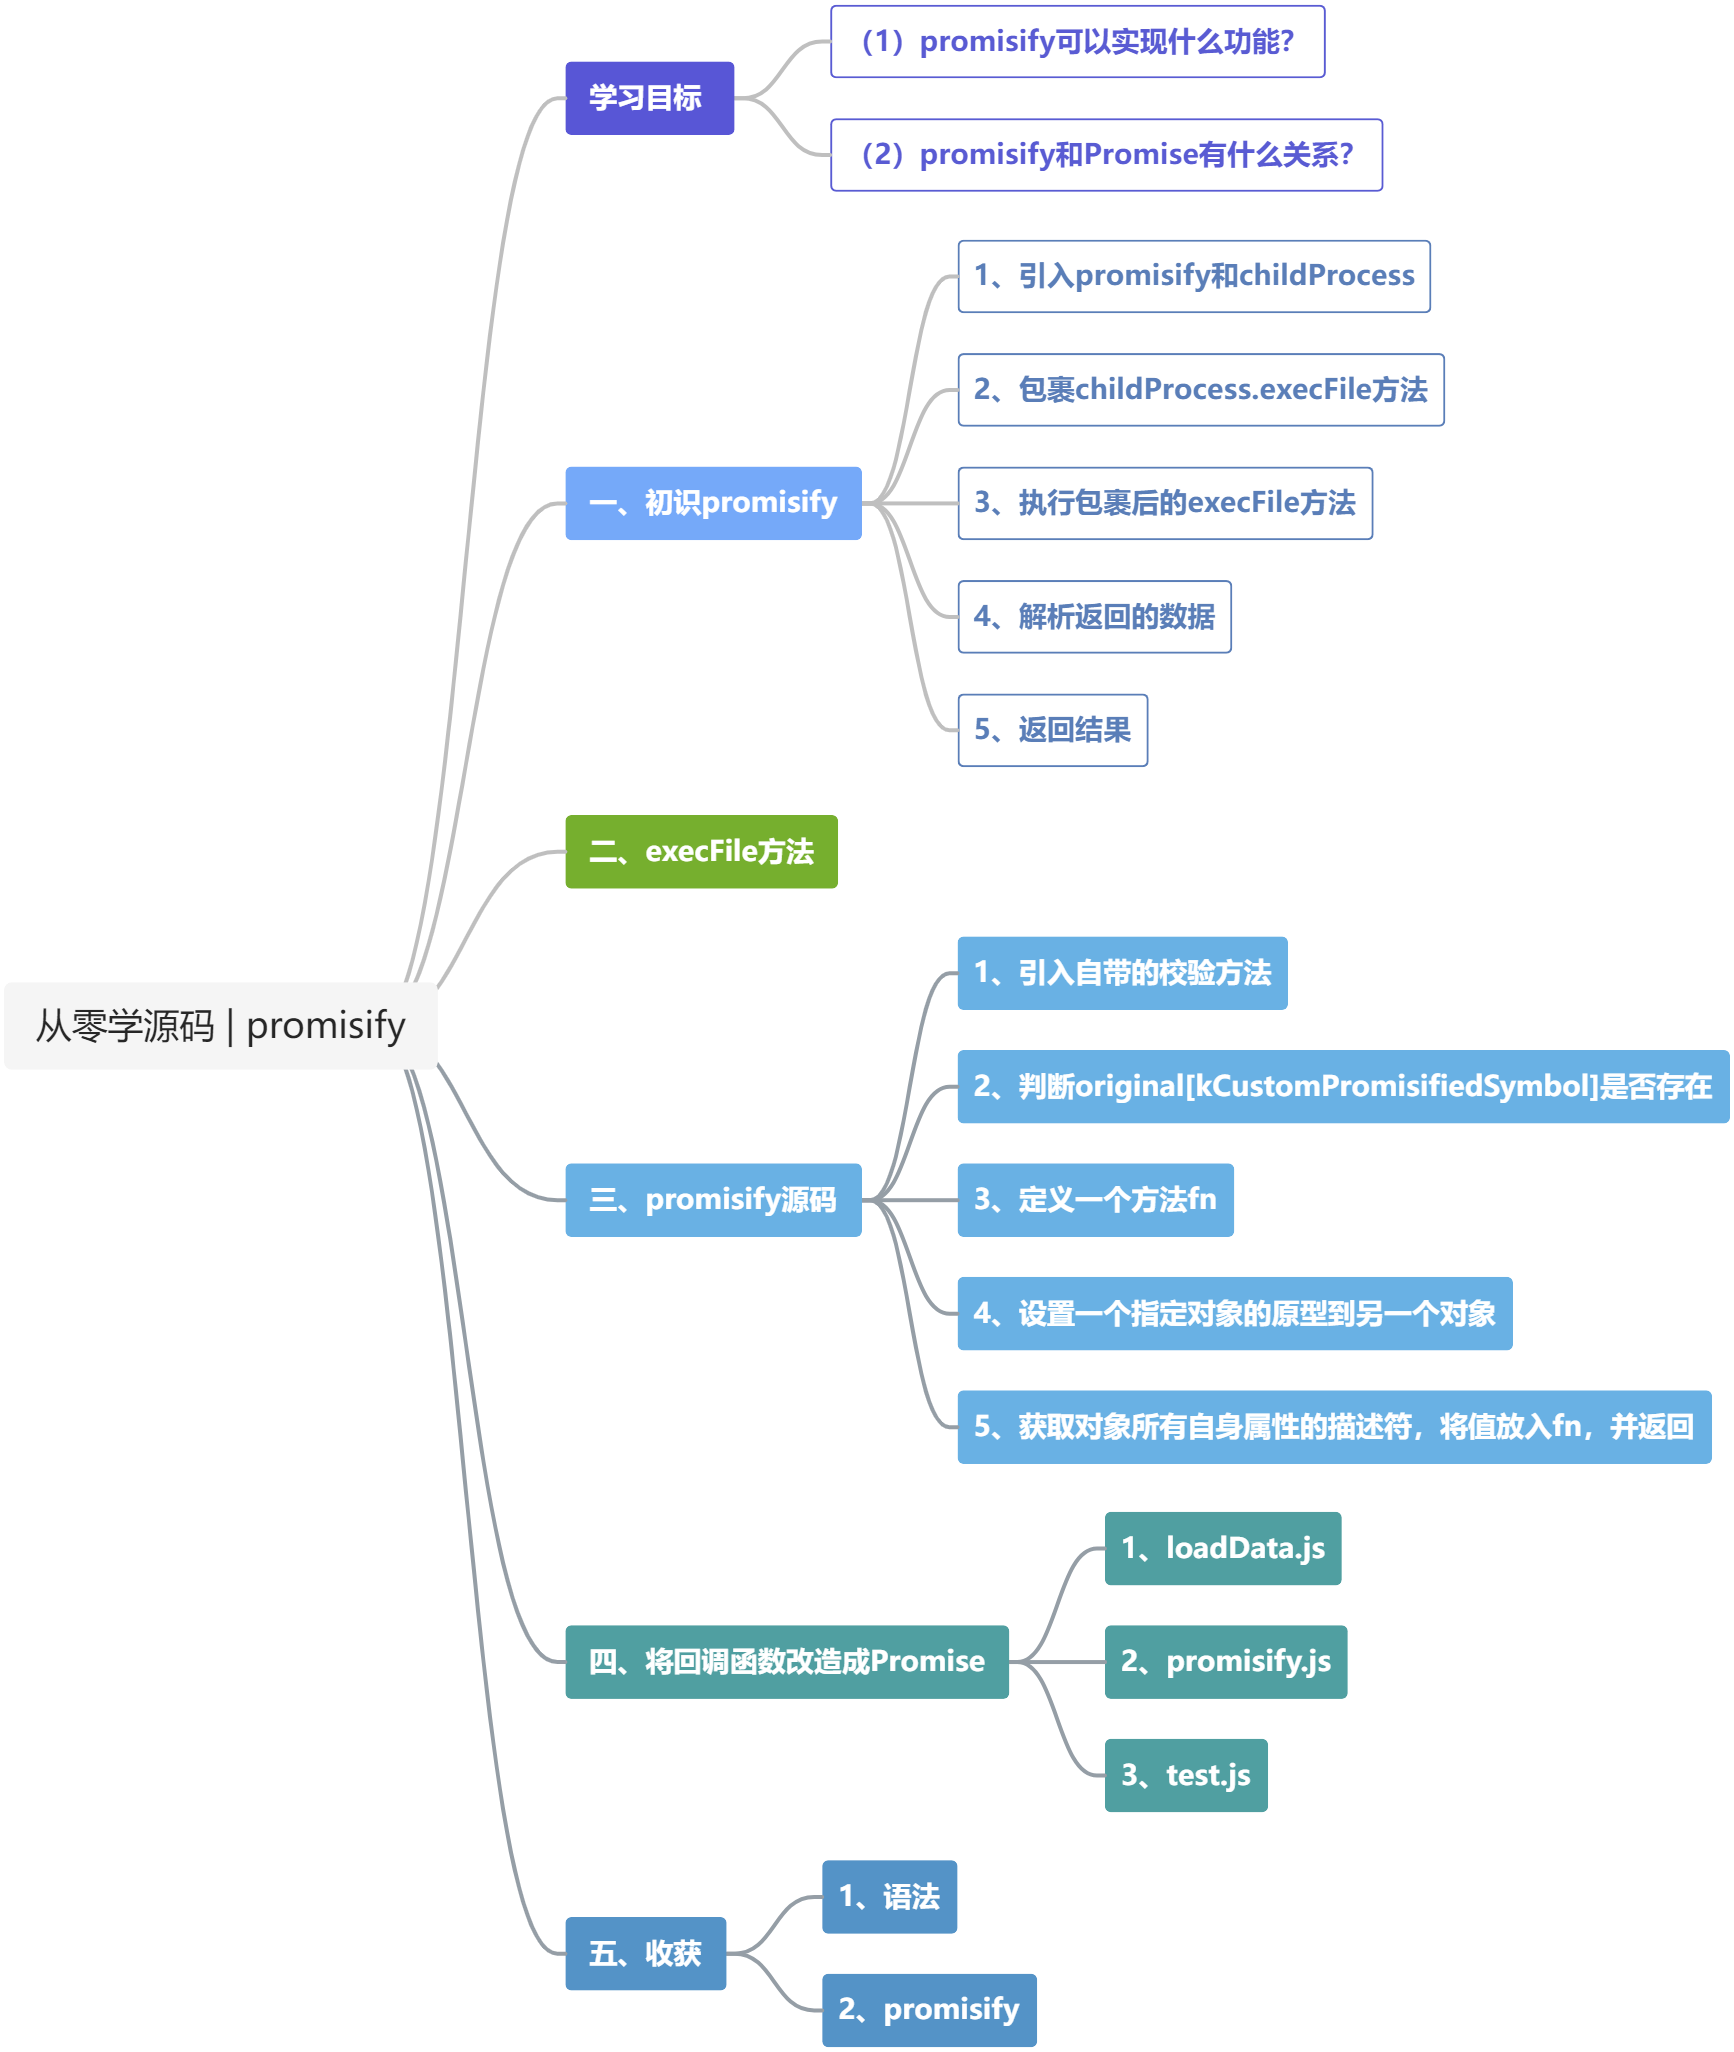 从零学源码 | promisify
学习目标
（1）promisify可以实现什么功能？
（2）promisify和Promise有什么关系？
一、初识promisify
1、引入promisify和childProcess
2、包裹childProcess.execFile方法
3、执行包裹后的execFile方法
4、解析返回的数据
5、返回结果
二、execFile方法
三、promisify源码
1、引入自带的校验方法
2、判断original[kCustomPromisifiedSymbol]是否存在
3、定义一个方法fn
4、设置一个指定对象的原型到另一个对象
5、获取对象所有自身属性的描述符，将值放入fn，并返回
四、将回调函数改造成Promise
1、loadData.js
2、promisify.js
3、test.js
五、收获
1、语法
2、promisify